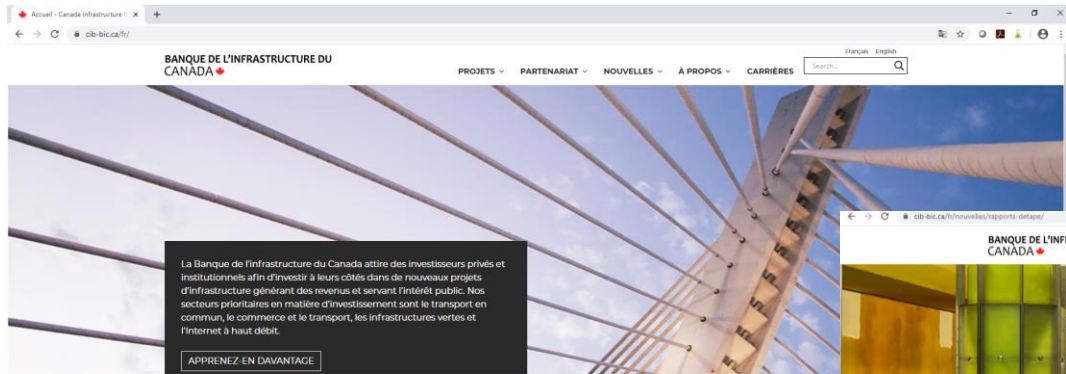 Accueil - Canada Infrastructure
cib-bic.ca/fr/
Français English
BANQUE DE L'INFRASTRUCTURE DU
CANADA
PROJETS PARTENARIAT NOUVELLES À PROPOS CARRIÈRES
Search..
La Banque de l'infrastructure du Canada attire des investisseurs privés et
institutionnels afin d'investir à leurs côtés dans de nouveaux projets
d'infrastructure générant des revenus et servant l'intérêt public. Nos
secteurs prioritaires en matière d'investissement sont le transport en
commun, le commerce et le transport, les infrastructures vertes et
l'Internet à haut débit.
APPRENEZ-EN DAVANTAGE
cib-bic.ca/fr/nouvelles/rapports-detape/
BANQUE DE L'INF
CANADA